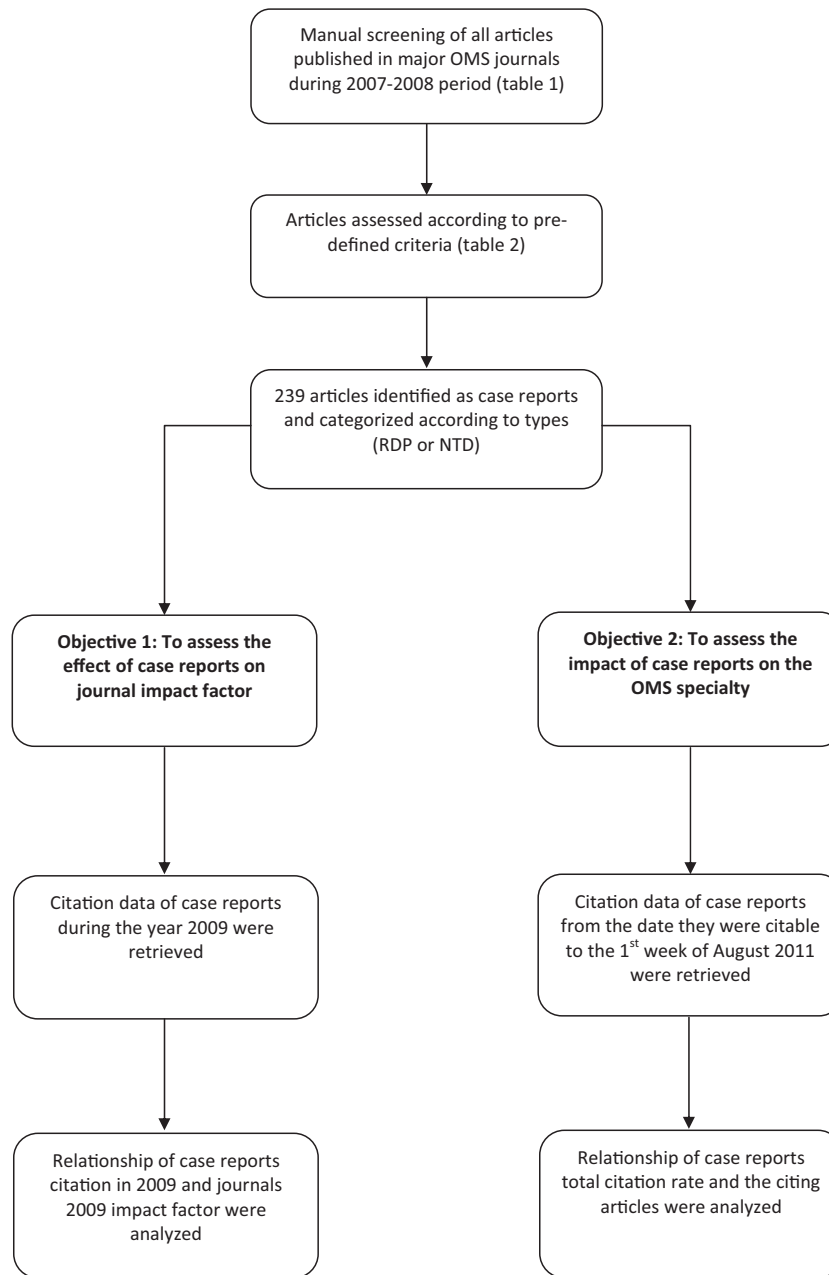 Manual screening of all articles
published in major OMS journals
during 2007-2008 period (table 1)
Articles assessed according to pre-
defined criteria (table 2)
239 articles identified as case reports
and categorized according to types
(RDP or NTD)
Objective 1: To assess the
effect of case reports on
journal impact factor
Objective 2: To assess the
impact of case reports on the
OMS specialty
Citation data of case reports
during the year 2009 were
retrieved
Citation data of case reports
from the date they were citable
to the 1st week of August 2011
were retrieved
Relationship of case reports
citation in 2009 and journals
2009 impact factor were
analyzed
Relationship of case reports
total citation rate and the citing
articles were analyzed